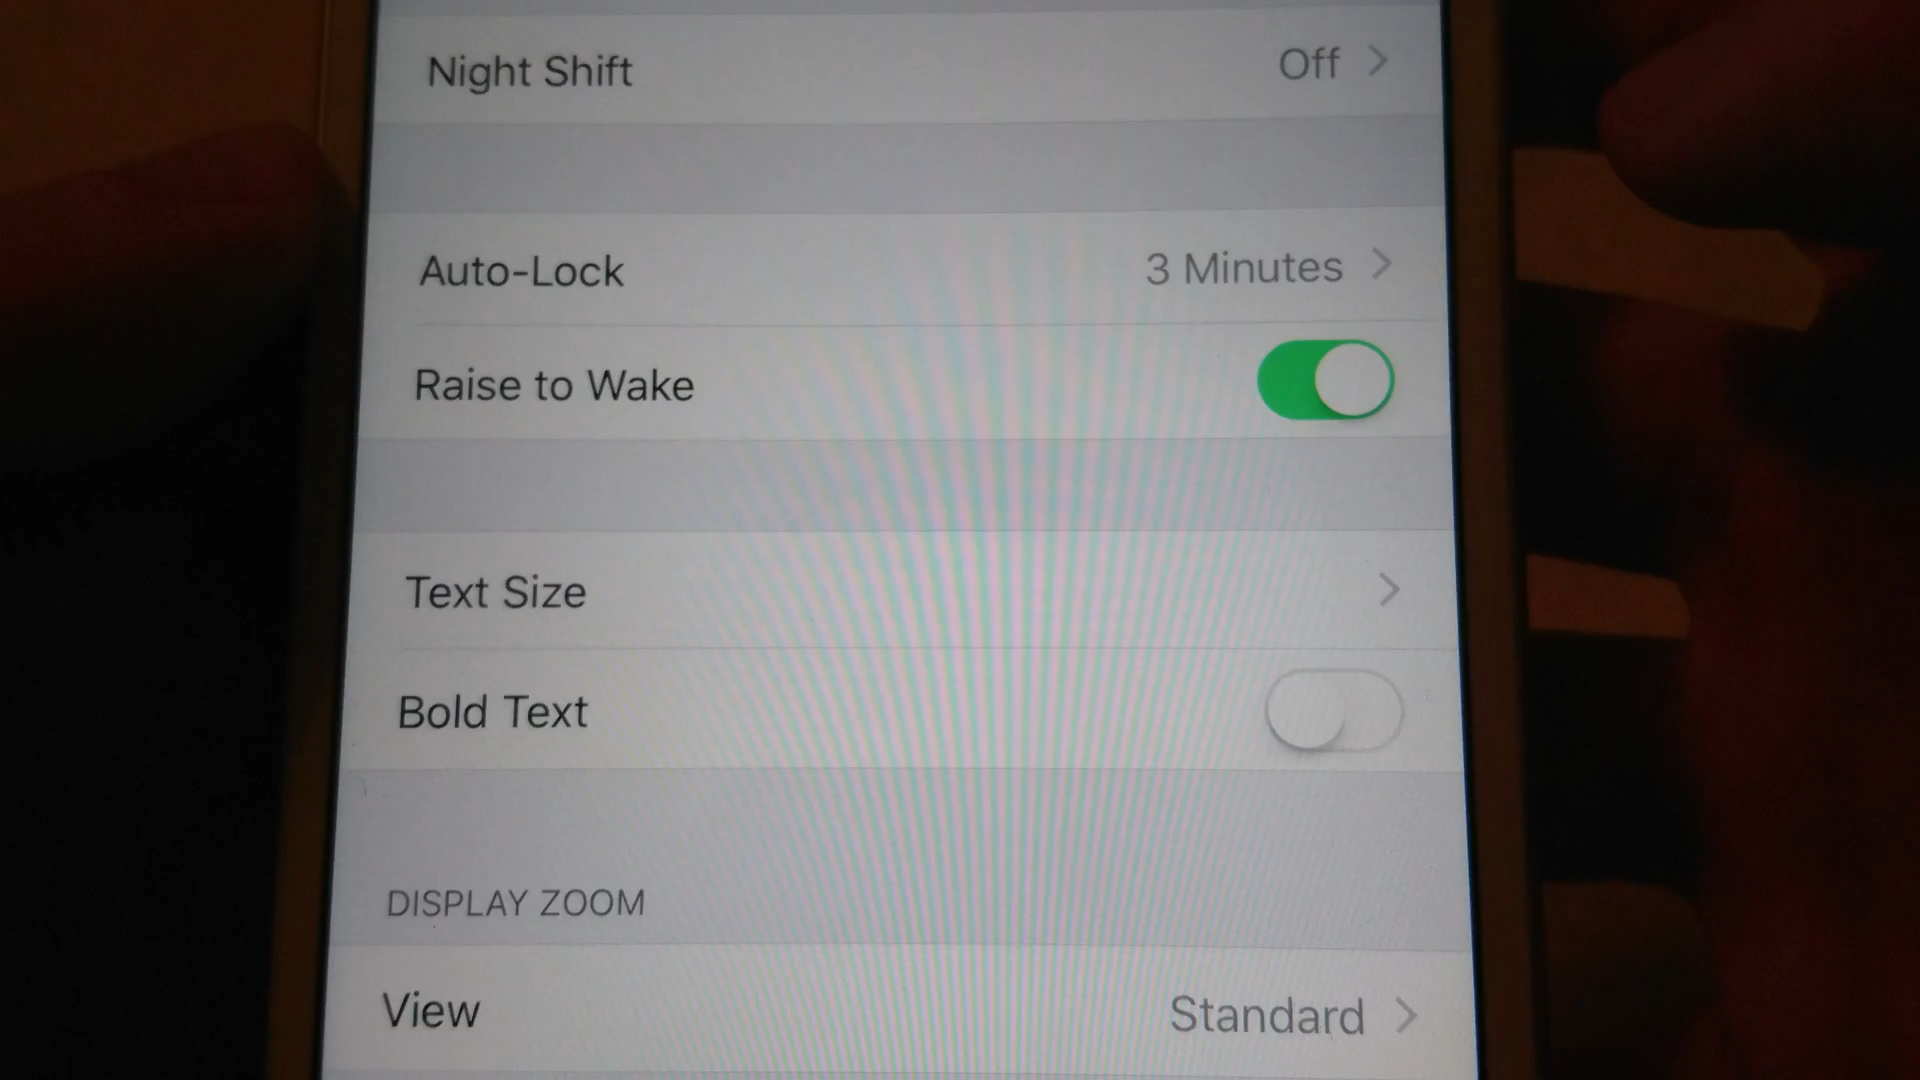 Night Shift Off
Auto-Lock 3 Minutes
Raise to Wake
Text Size
Bold Text
DISPLAY ZOOM
View Standard